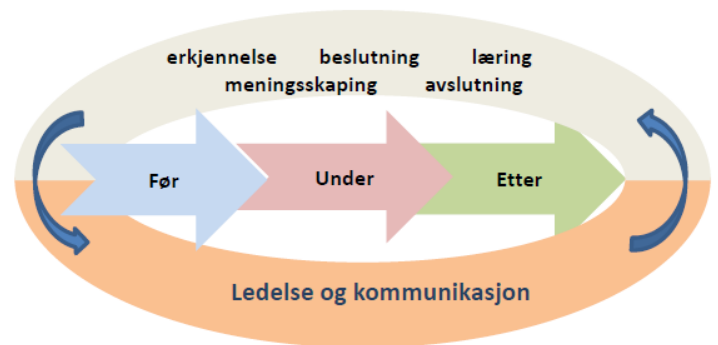 erkjennelse beslutning læring
meningsskaping avslutning
Før Under Etter
Ledelse og kommunikasjon